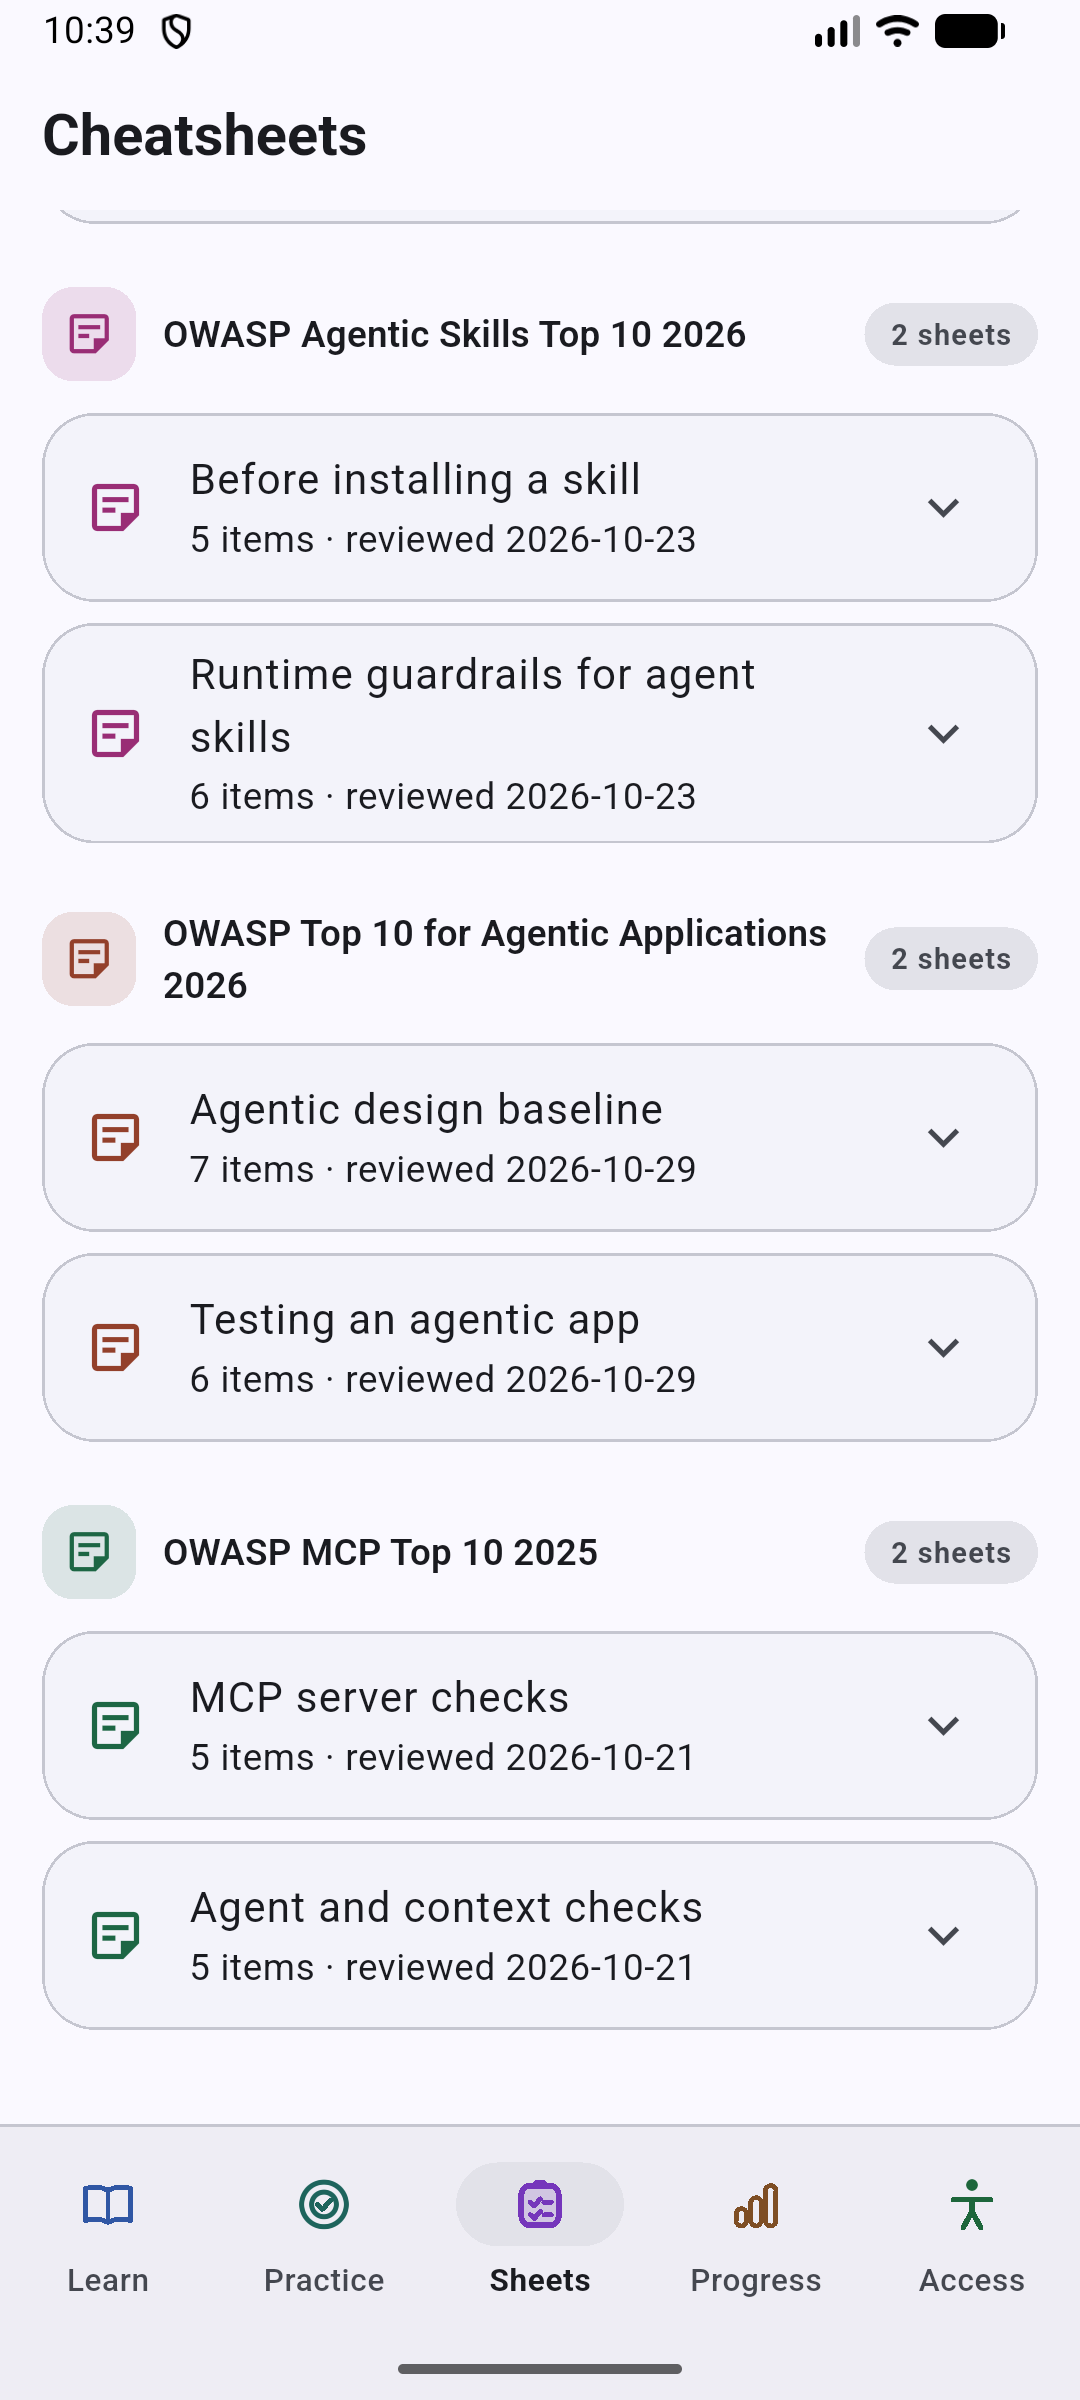 10:39
Cheatsheets
OWASP Agentic Skills Top 10 2026
2 sheets
Before installing a skill
5 items · reviewed 2026-10-23
Runtime guardrails for agent
skills
6 items · reviewed 2026-10-23
OWASP Top 10 for Agentic Applications
2026
2 sheets
Agentic design baseline
7 items · reviewed 2026-10-29
Testing an agentic app
6 items · reviewed 2026-10-29
OWASP MCP Top 10 2025
2 sheets
MCP server checks
5 items · reviewed 2026-10-21
Agent and context checks
5 items · reviewed 2026-10-21
Learn
Practice
Sheets
Progress
Access